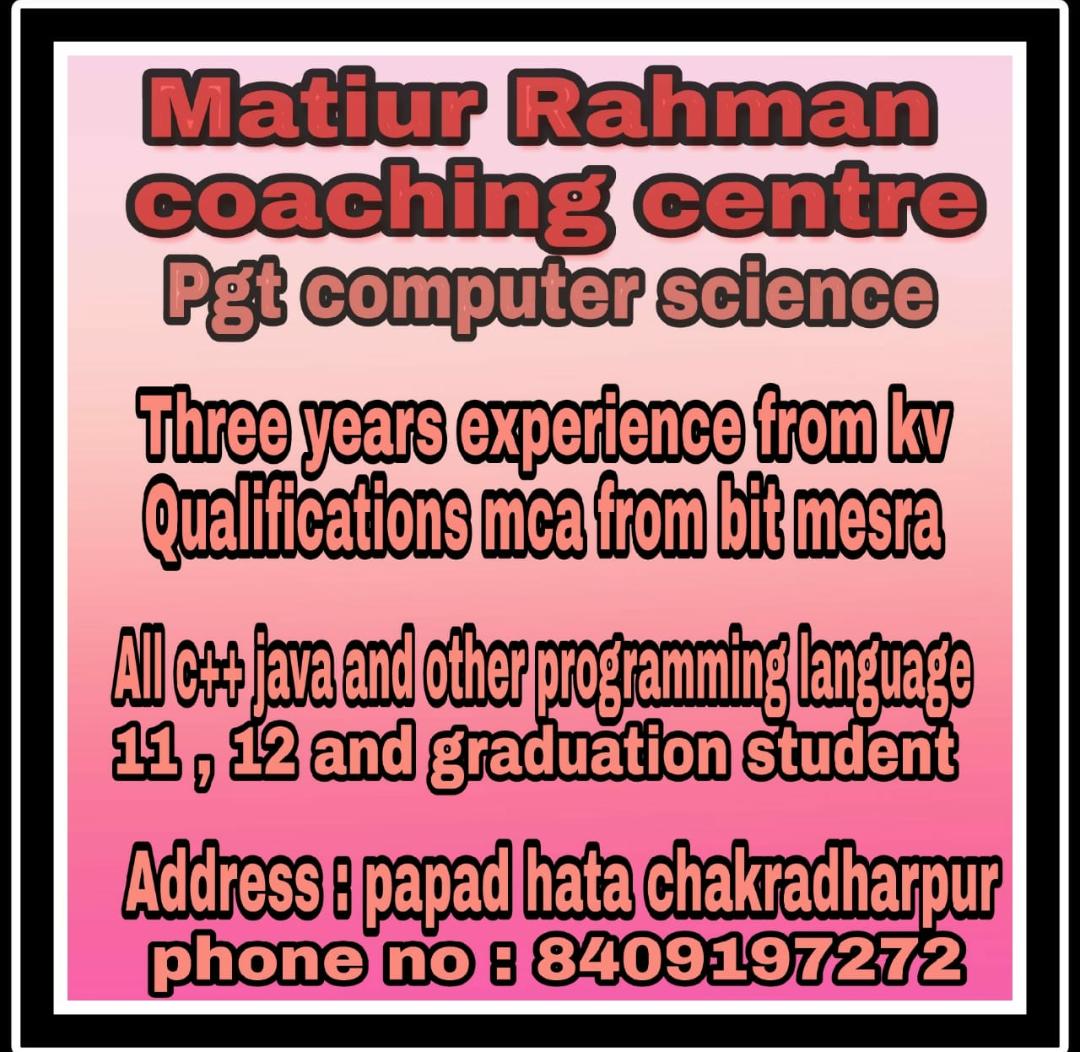 Matiur Rahman
coaching centre
Pgt computer science
Three years experience from kv
Qualifications mca from bit mesra
All c++ java and other programming language
11 , 12 and graduation student
Address : papad hata chakradharpur
phone no : 8409197272